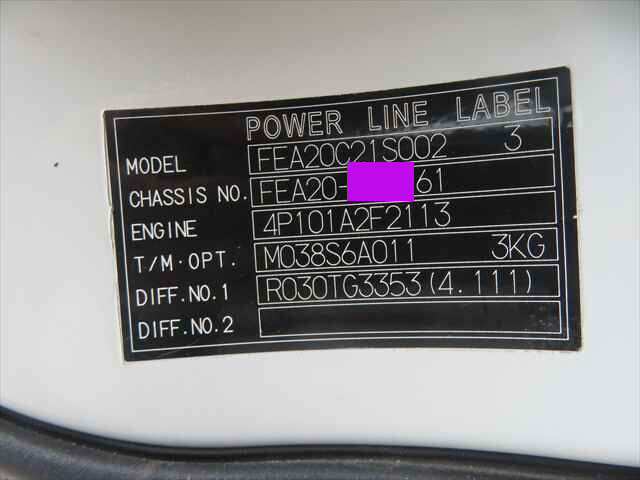 POWER LINE LABEL
MODEL FEA20C21S002 3
CHASSIS NO. FEA20- 61
ENGINE 4P101A2F2113
T/M·OPT. M038S6A011 3KG
DIFF.NO.1 R030TG3353(4.111)
DIFF.NO.2